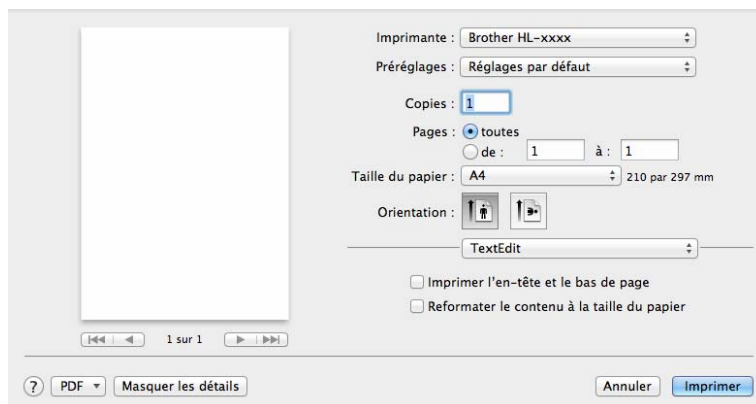 Imprimante : Brother HL-xxxx
Préréglages : Réglages par défaut
Copies : 1
Pages : toutes
de : 1 à : 1
Taille du papier : A4 210 par 297 mm
Orientation :
TextEdit
Imprimer l'en-tête et le bas de page
Reformater le contenu à la taille du papier
1 sur 1
? PDF Masquer les détails Annuler Imprimer